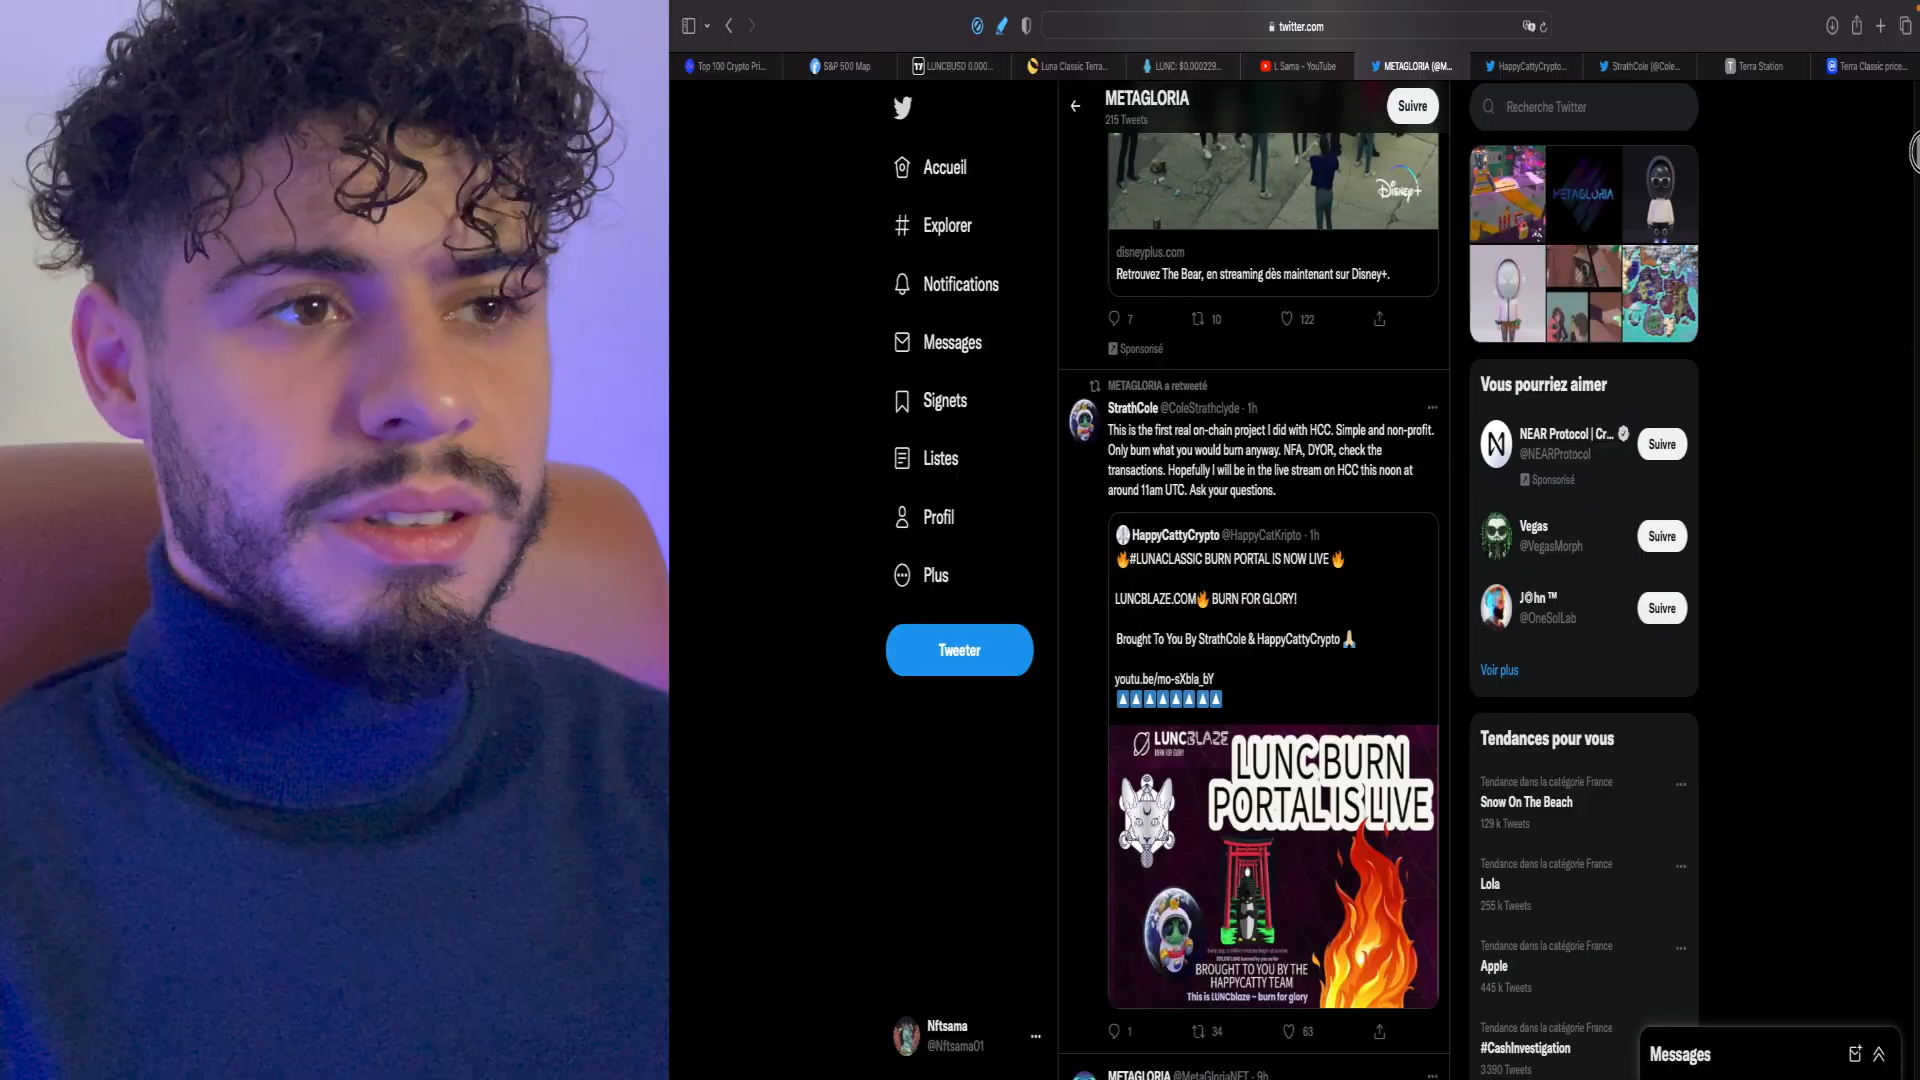 twitter.com
Top 100 Crypto Pri...
S&P 500 Map
LUNCBUSD 0.000...
Luna Classic Terra...
LUNC: $0.000229...
L Sama - YouTube
METAGLORIA (@M...
HappyCattyCrypto...
StrathCole (@Cole...
Terra Station
Terra Classic price...
METAGLORIA
215 Tweets
Suivre
Recherche Twitter
Accueil
Explorer
Notifications
Messages
Signets
Listes
Profil
Plus
Tweeter
Nftsama
@Nftsama01
Disney+
disneyplus.com
Retrouvez The Bear, en streaming dès maintenant sur Disney+.
7 10 122
Sponsorisé
METAGLORIA a retweeté
StrathCole @ColeStrathclyde · 1h
This is the first real on-chain project I did with HCC. Simple and non-profit.
Only burn what you would burn anyway. NFA, DYOR, check the
transactions. Hopefully I will be in the live stream on HCC this noon at
around 11am UTC. Ask your questions.
HappyCattyCrypto @HappyCatKripto · 1h
🔥#LUNACLASSIC BURN PORTAL IS NOW LIVE 🔥
LUNCBLAZE.COM🔥 BURN FOR GLORY!
Brought To You By StrathCole & HappyCattyCrypto 🙏
youtu.be/mo-sXbla_bY
LUNCBLAZE
BURN FOR GLORY
LUNC BURN
PORTAL IS LIVE
BROUGHT TO YOU BY THE
HAPPYCATTY TEAM
This is LUNCblaze – burn for glory
1 34 63
METAGLORIA @MetaGloriaNFT · 9h
METAGLORIA
Vous pourriez aimer
NEAR Protocol | Cr...
@NEARProtocol
Suivre
Sponsorisé
Vegas
@VegasMorph
Suivre
J@hn ™
@OneSolLab
Suivre
Voir plus
Tendances pour vous
Tendance dans la catégorie France
Snow On The Beach
129 k Tweets
Tendance dans la catégorie France
Lola
255 k Tweets
Tendance dans la catégorie France
Apple
445 k Tweets
Tendance dans la catégorie France
#CashInvestigation
3 390 Tweets
Messages